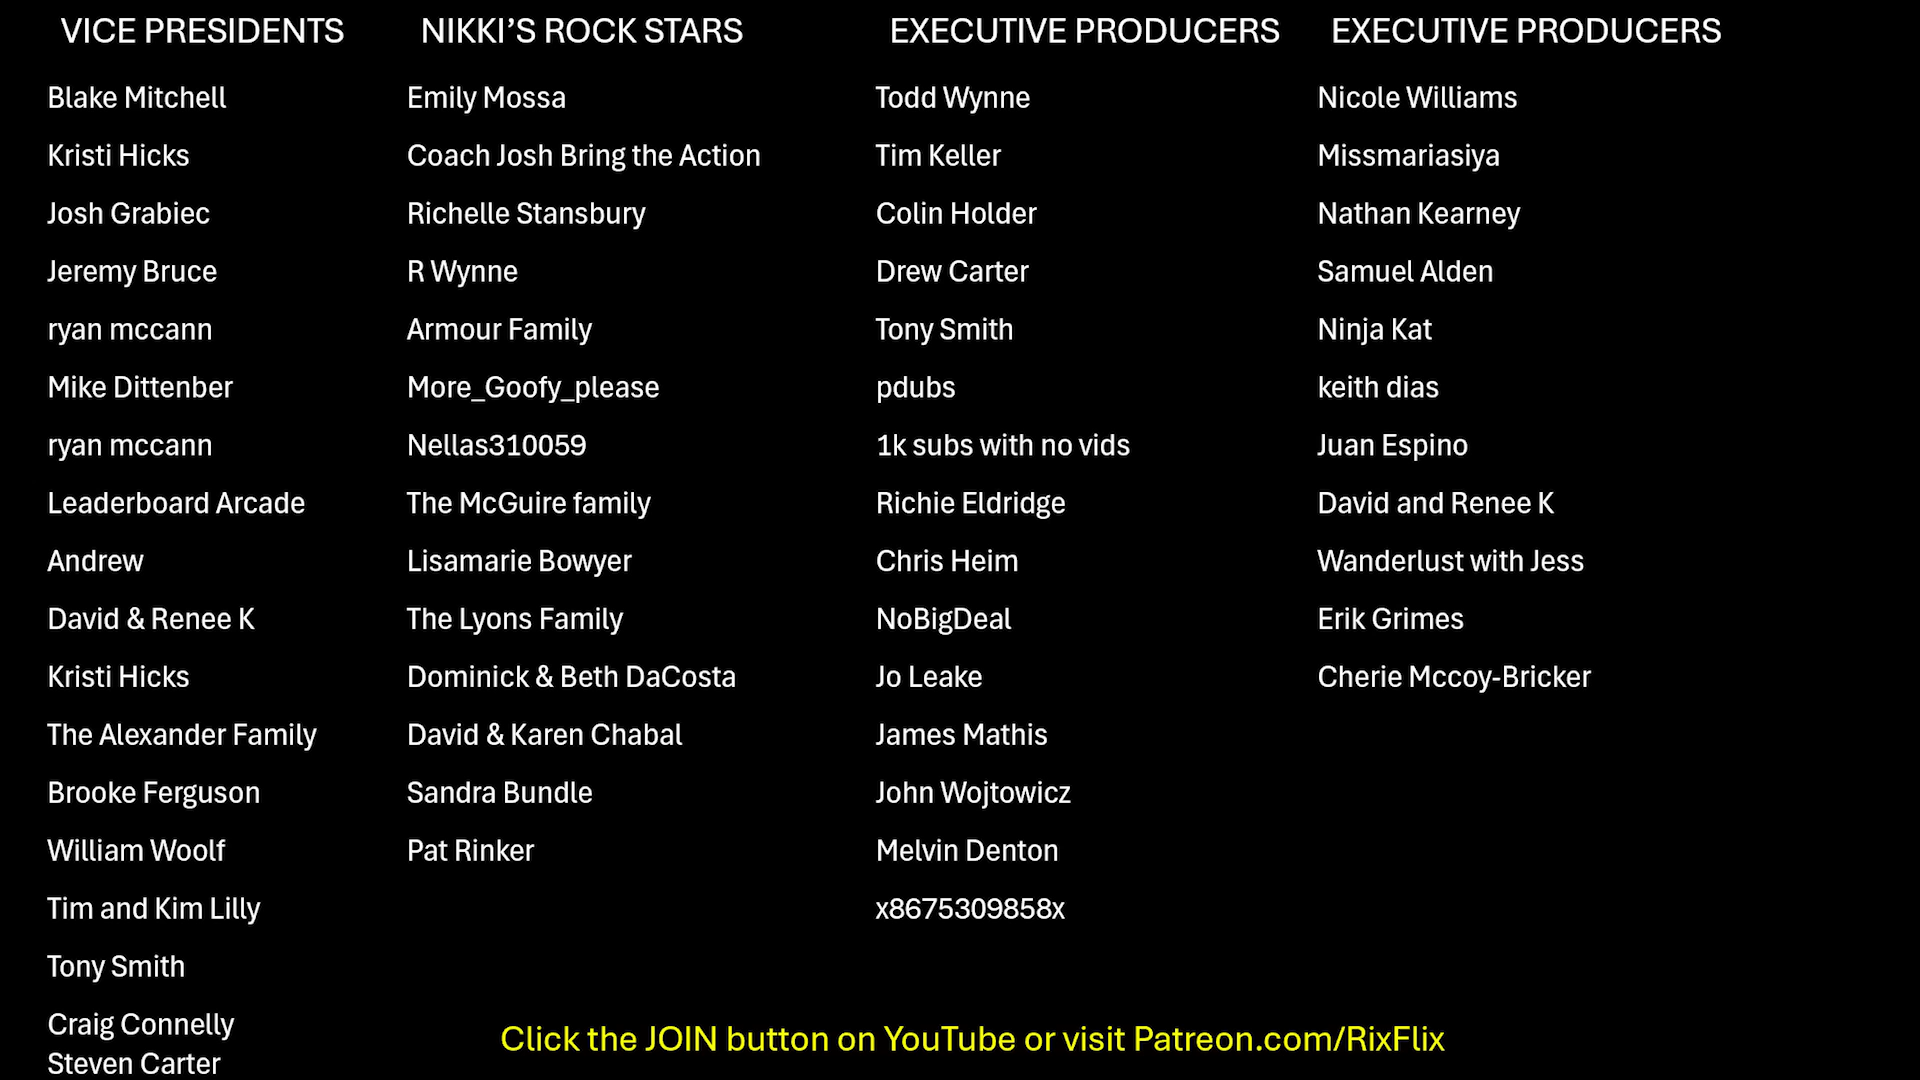 VICE PRESIDENTS
Blake Mitchell
Kristi Hicks
Josh Grabiec
Jeremy Bruce
ryan mccann
Mike Dittenber
ryan mccann
Leaderboard Arcade
Andrew
David & Renee K
Kristi Hicks
The Alexander Family
Brooke Ferguson
William Woolf
Tim and Kim Lilly
Tony Smith
Craig Connelly
Steven Carter
NIKKI’S ROCK STARS
Emily Mossa
Coach Josh Bring the Action
Richelle Stansbury
R Wynne
Armour Family
More_Goofy_please
Nellas310059
The McGuire family
Lisamarie Bowyer
The Lyons Family
Dominick & Beth DaCosta
David & Karen Chabal
Sandra Bundle
Pat Rinker
EXECUTIVE PRODUCERS
Todd Wynne
Tim Keller
Colin Holder
Drew Carter
Tony Smith
pdubs
1k subs with no vids
Richie Eldridge
Chris Heim
NoBigDeal
Jo Leake
James Mathis
John Wojtowicz
Melvin Denton
x8675309858x
EXECUTIVE PRODUCERS
Nicole Williams
Missmariasiya
Nathan Kearney
Samuel Alden
Ninja Kat
keith dias
Juan Espino
David and Renee K
Wanderlust with Jess
Erik Grimes
Cherie Mccoy-Bricker
Click the JOIN button on YouTube or visit Patreon.com/RixFlix